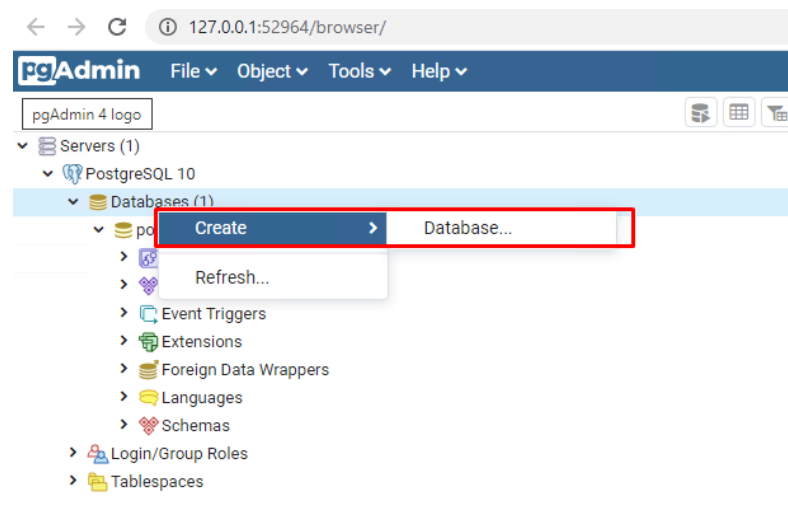 127.0.0.1:52964/browser/
pgAdmin File Object Tools Help
pgAdmin 4 logo
Servers (1)
PostgreSQL 10
Databases (1)
po
Create Database...
Refresh...
Event Triggers
Extensions
Foreign Data Wrappers
Languages
Schemas
Login/Group Roles
Tablespaces